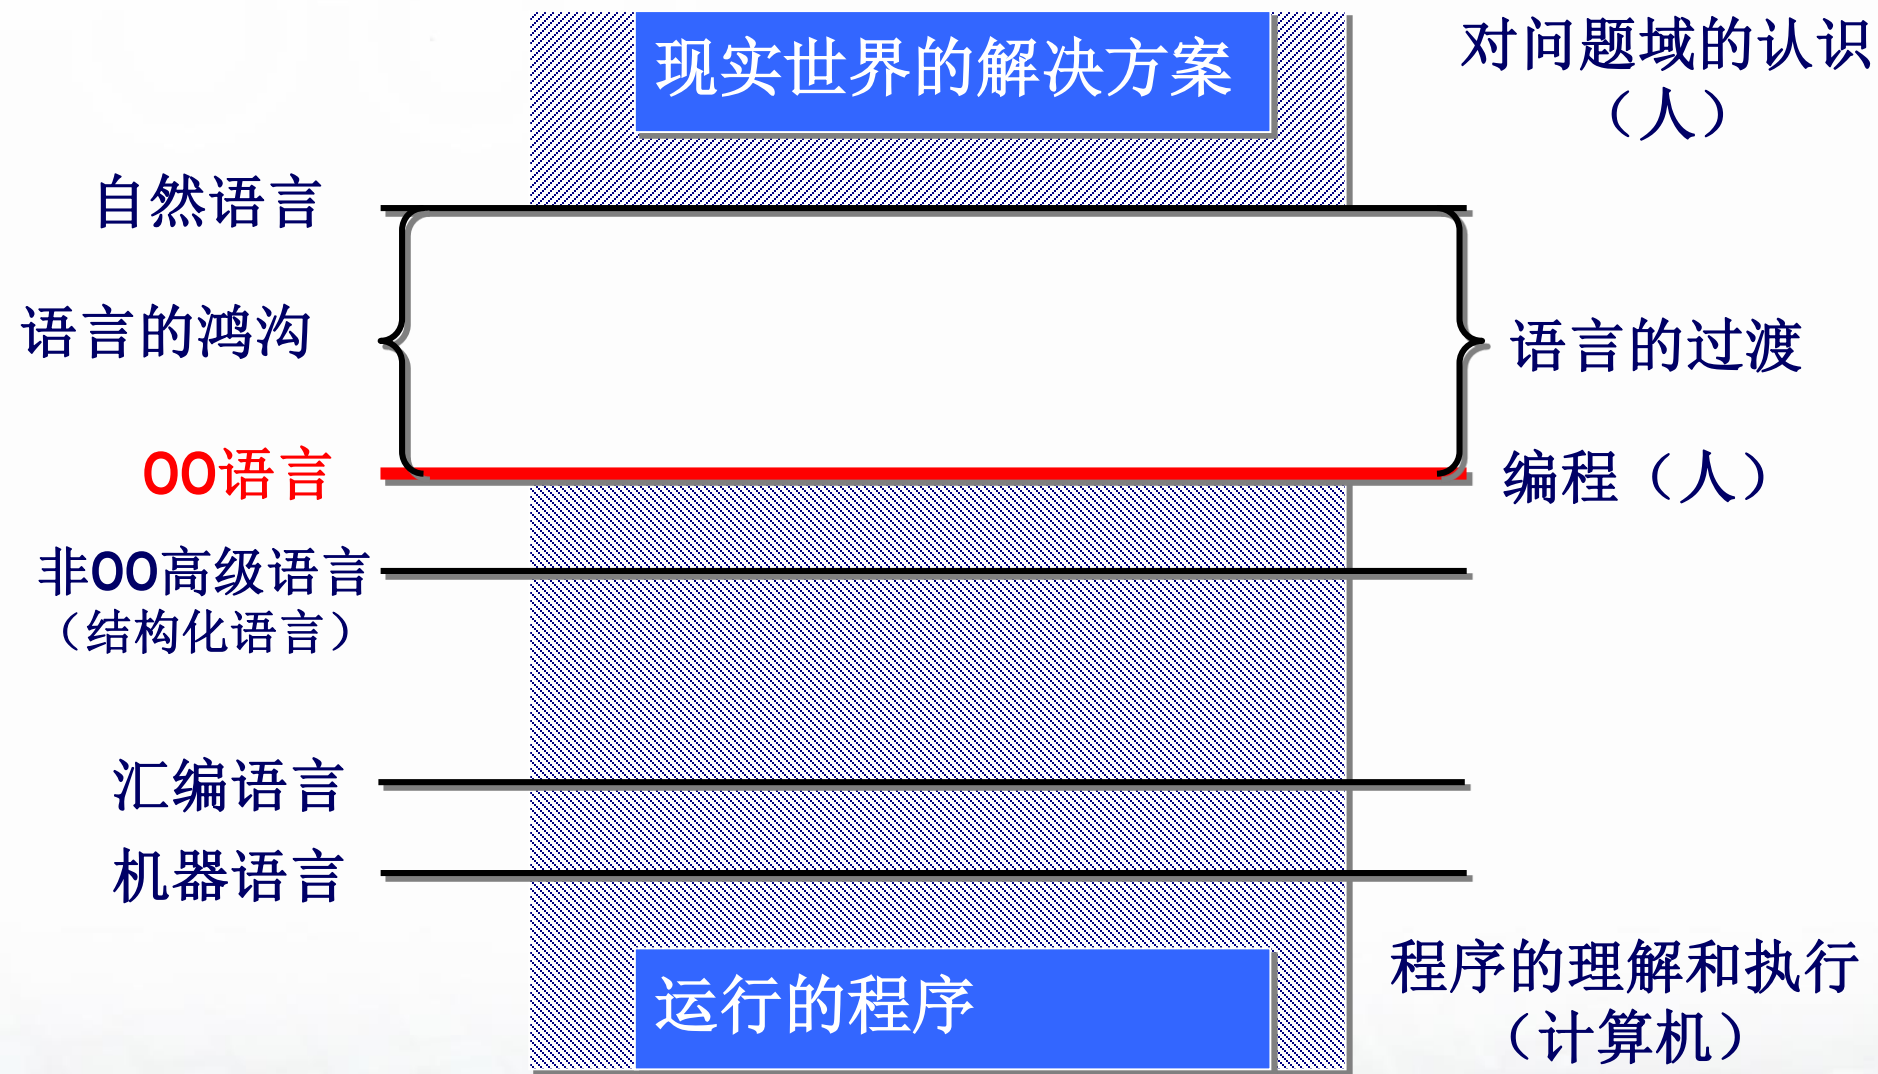 现实世界的解决方案
对问题域的认识
（人）
自然语言
语言的鸿沟
语言的过渡
OO语言
编程（人）
非OO高级语言
（结构化语言）
汇编语言
机器语言
运行的程序
程序的理解和执行
（计算机）